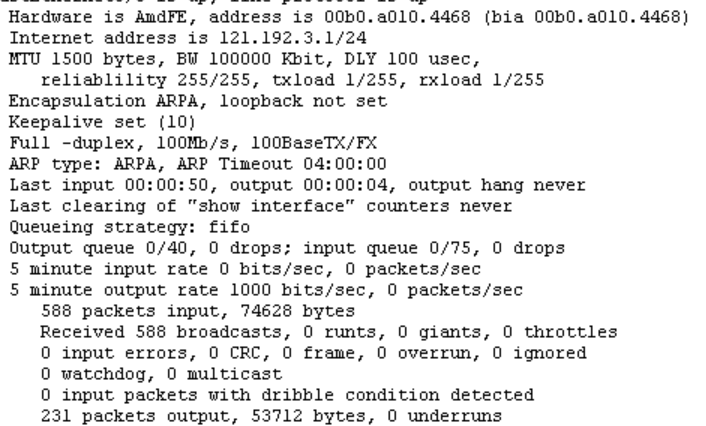 is up, line protocol is up
Hardware is AmdFE, address is 00b0.a010.4468 (bia 00b0.a010.4468)
Internet address is 121.192.3.1/24
MTU 1500 bytes, BW 100000 Kbit, DLY 100 usec,
reliablility 255/255, txload 1/255, rxload 1/255
Encapsulation ARPA, loopback not set
Keepalive set (10)
Full -duplex, 100Mb/s, 100BaseTX/FX
ARP type: ARPA, ARP Timeout 04:00:00
Last input 00:00:50, output 00:00:04, output hang never
Last clearing of "show interface" counters never
Queueing strategy: fifo
Output queue 0/40, 0 drops; input queue 0/75, 0 drops
5 minute input rate 0 bits/sec, 0 packets/sec
5 minute output rate 1000 bits/sec, 0 packets/sec
588 packets input, 74628 bytes
Received 588 broadcasts, 0 runts, 0 giants, 0 throttles
0 input errors, 0 CRC, 0 frame, 0 overrun, 0 ignored
0 watchdog, 0 multicast
0 input packets with dribble condition detected
231 packets output, 53712 bytes, 0 underruns